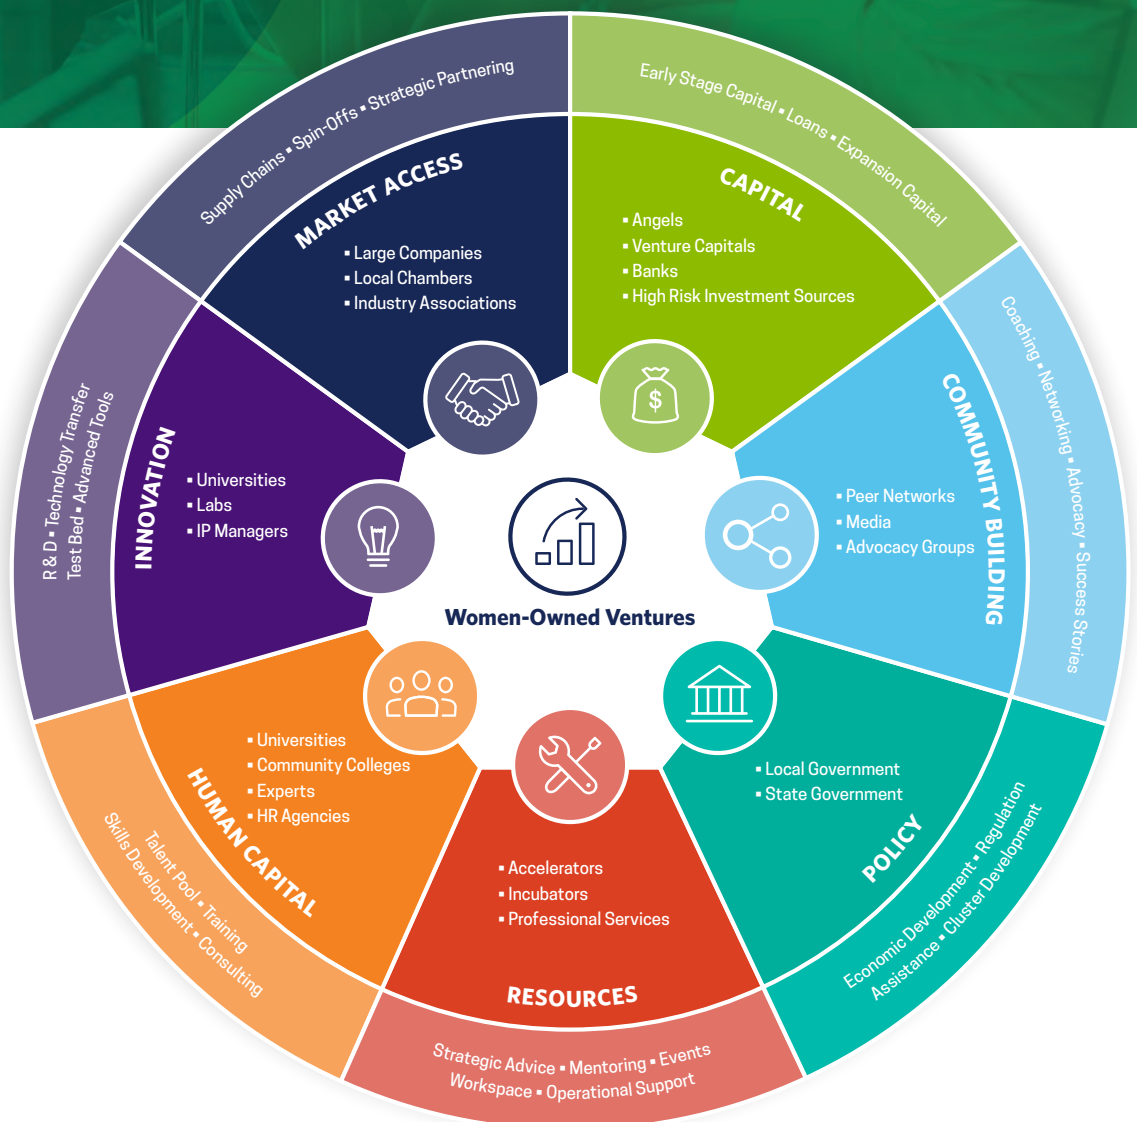 Supply Chains ▪ Spin-Offs ▪ Strategic Partnering
MARKET ACCESS
▪ Large Companies
▪ Local Chambers
▪ Industry Associations
Early Stage Capital ▪ Loans ▪ Expansion Capital
CAPITAL
▪ Angels
▪ Venture Capitals
▪ Banks
▪ High Risk Investment Sources
$
Coaching ▪ Networking ▪ Advocacy ▪ Success Stories
COMMUNITY BUILDING
▪ Peer Networks
▪ Media
▪ Advocacy Groups
Economic Development ▪ Regulation
Assistance ▪ Cluster Development
POLICY
▪ Local Government
▪ State Government
RESOURCES
▪ Accelerators
▪ Incubators
▪ Professional Services
Strategic Advice ▪ Mentoring ▪ Events
Workspace ▪ Operational Support
HUMAN CAPITAL
▪ Universities
▪ Community Colleges
▪ Experts
▪ HR Agencies
Talent Pool ▪ Training
Skills Development ▪ Consulting
R & D ▪ Technology Transfer
Test Bed ▪ Advanced Tools
INNOVATION
▪ Universities
▪ Labs
▪ IP Managers
Women-Owned Ventures